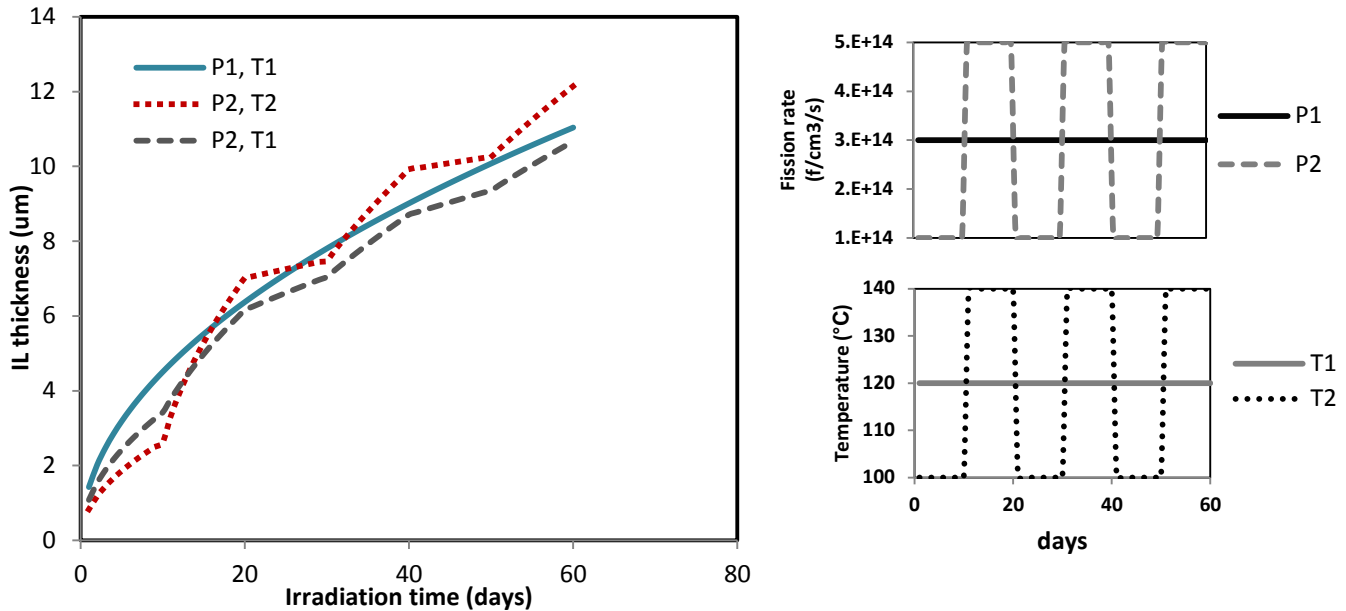 14
12
10
8
6
4
2
0
0 20 40 60 80
IL thickness (um)
Irradiation time (days)
P1, T1
P2, T2
P2, T1
5.E+14
4.E+14
3.E+14
2.E+14
1.E+14
Fission rate
(f/cm3/s)
P1
P2
140
130
120
110
100
Temperature (°C)
0 20 40 60
days
T1
T2